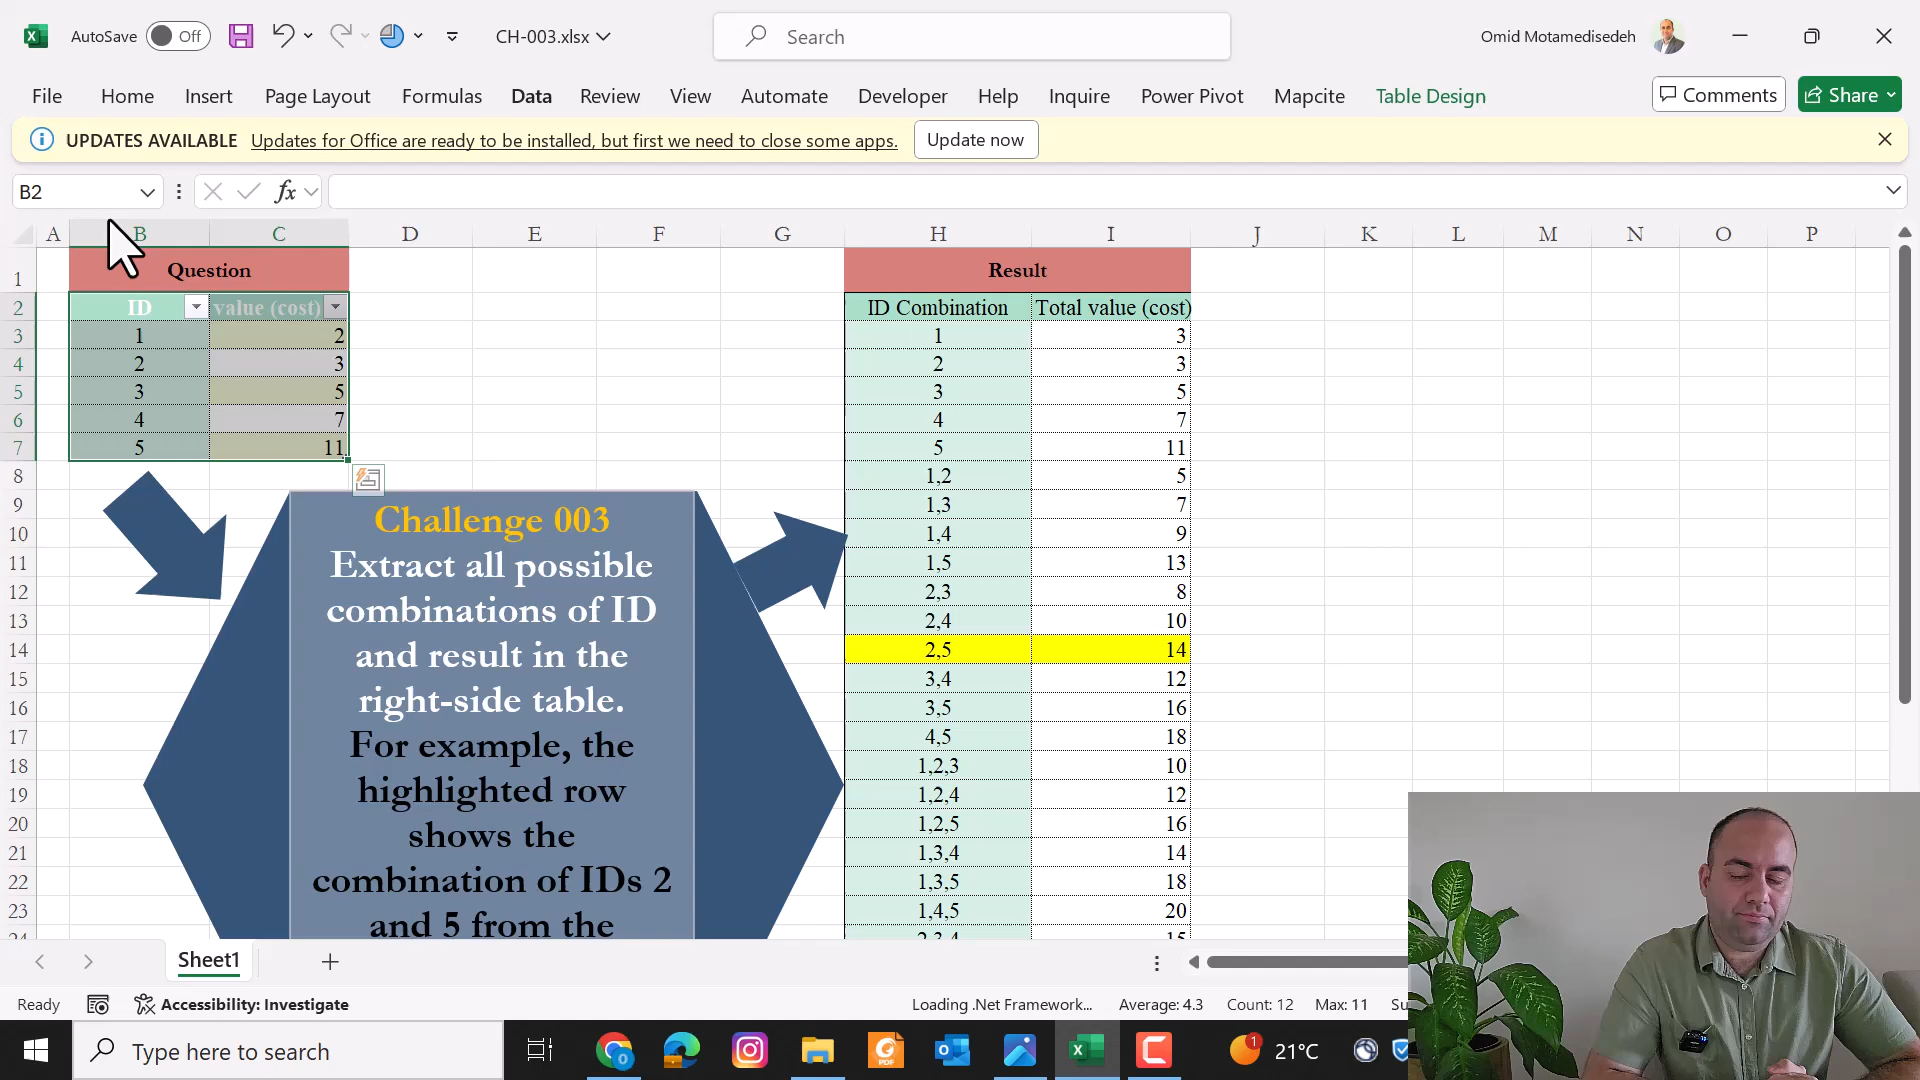 AutoSave Off CH-003.xlsx Search Omid Motamedisedeh
File Home Insert Page Layout Formulas Data Review View Automate Developer Help Inquire Power Pivot Mapcite Table Design Comments Share
UPDATES AVAILABLE Updates for Office are ready to be installed, but first we need to close some apps. Update now
B2 fx
A B C D E F G H I J K L M N O P
1 Question Result
2 ID value (cost) ID Combination Total value (cost)
3 1 2 1 3
4 2 3 2 3
5 3 5 3 5
6 4 7 4 7
7 5 11 5 11
8 1,2 5
9 1,3 7
10 1,4 9
11 1,5 13
12 2,3 8
13 2,4 10
14 2,5 14
15 3,4 12
16 3,5 16
17 4,5 18
18 1,2,3 10
19 1,2,4 12
20 1,2,5 16
21 1,3,4 14
22 1,3,5 18
23 1,4,5 20
24 2,3,4 15
Challenge 003
Extract all possible
combinations of ID
and result in the
right-side table.
For example, the
highlighted row
shows the
combination of IDs 2
and 5 from the
Sheet1
Ready Accessibility: Investigate Loading .Net Framework... Average: 4.3 Count: 12 Max: 11
Type here to search 1 21°C